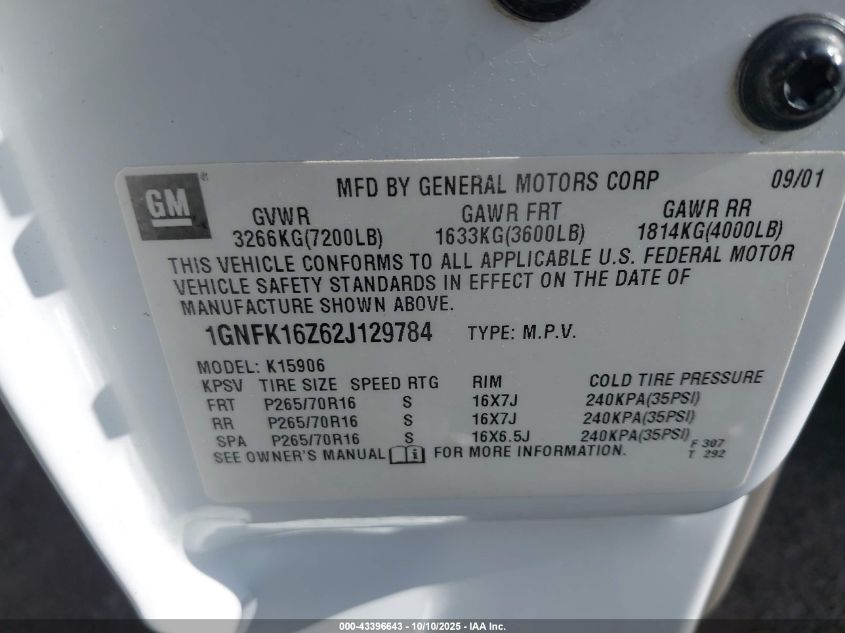 GM
MFD BY GENERAL MOTORS CORP 09/01
GVWR GAWR FRT GAWR RR
3266KG(7200LB) 1633KG(3600LB) 1814KG(4000LB)
THIS VEHICLE CONFORMS TO ALL APPLICABLE U.S. FEDERAL MOTOR
VEHICLE SAFETY STANDARDS IN EFFECT ON THE DATE OF
MANUFACTURE SHOWN ABOVE.
1GNFK16Z62J129784 TYPE: M.P.V.
MODEL: K15906
KPSV TIRE SIZE SPEED RTG RIM COLD TIRE PRESSURE
FRT P265/70R16 S 16X7J 240KPA(35PSI)
RR P265/70R16 S 16X7J 240KPA(35PSI)
SPA P265/70R16 S 16X6.5J 240KPA(35PSI) F 307
SEE OWNER'S MANUAL i FOR MORE INFORMATION. T 292
000-43396643 - 10/10/2025 - IAA Inc.